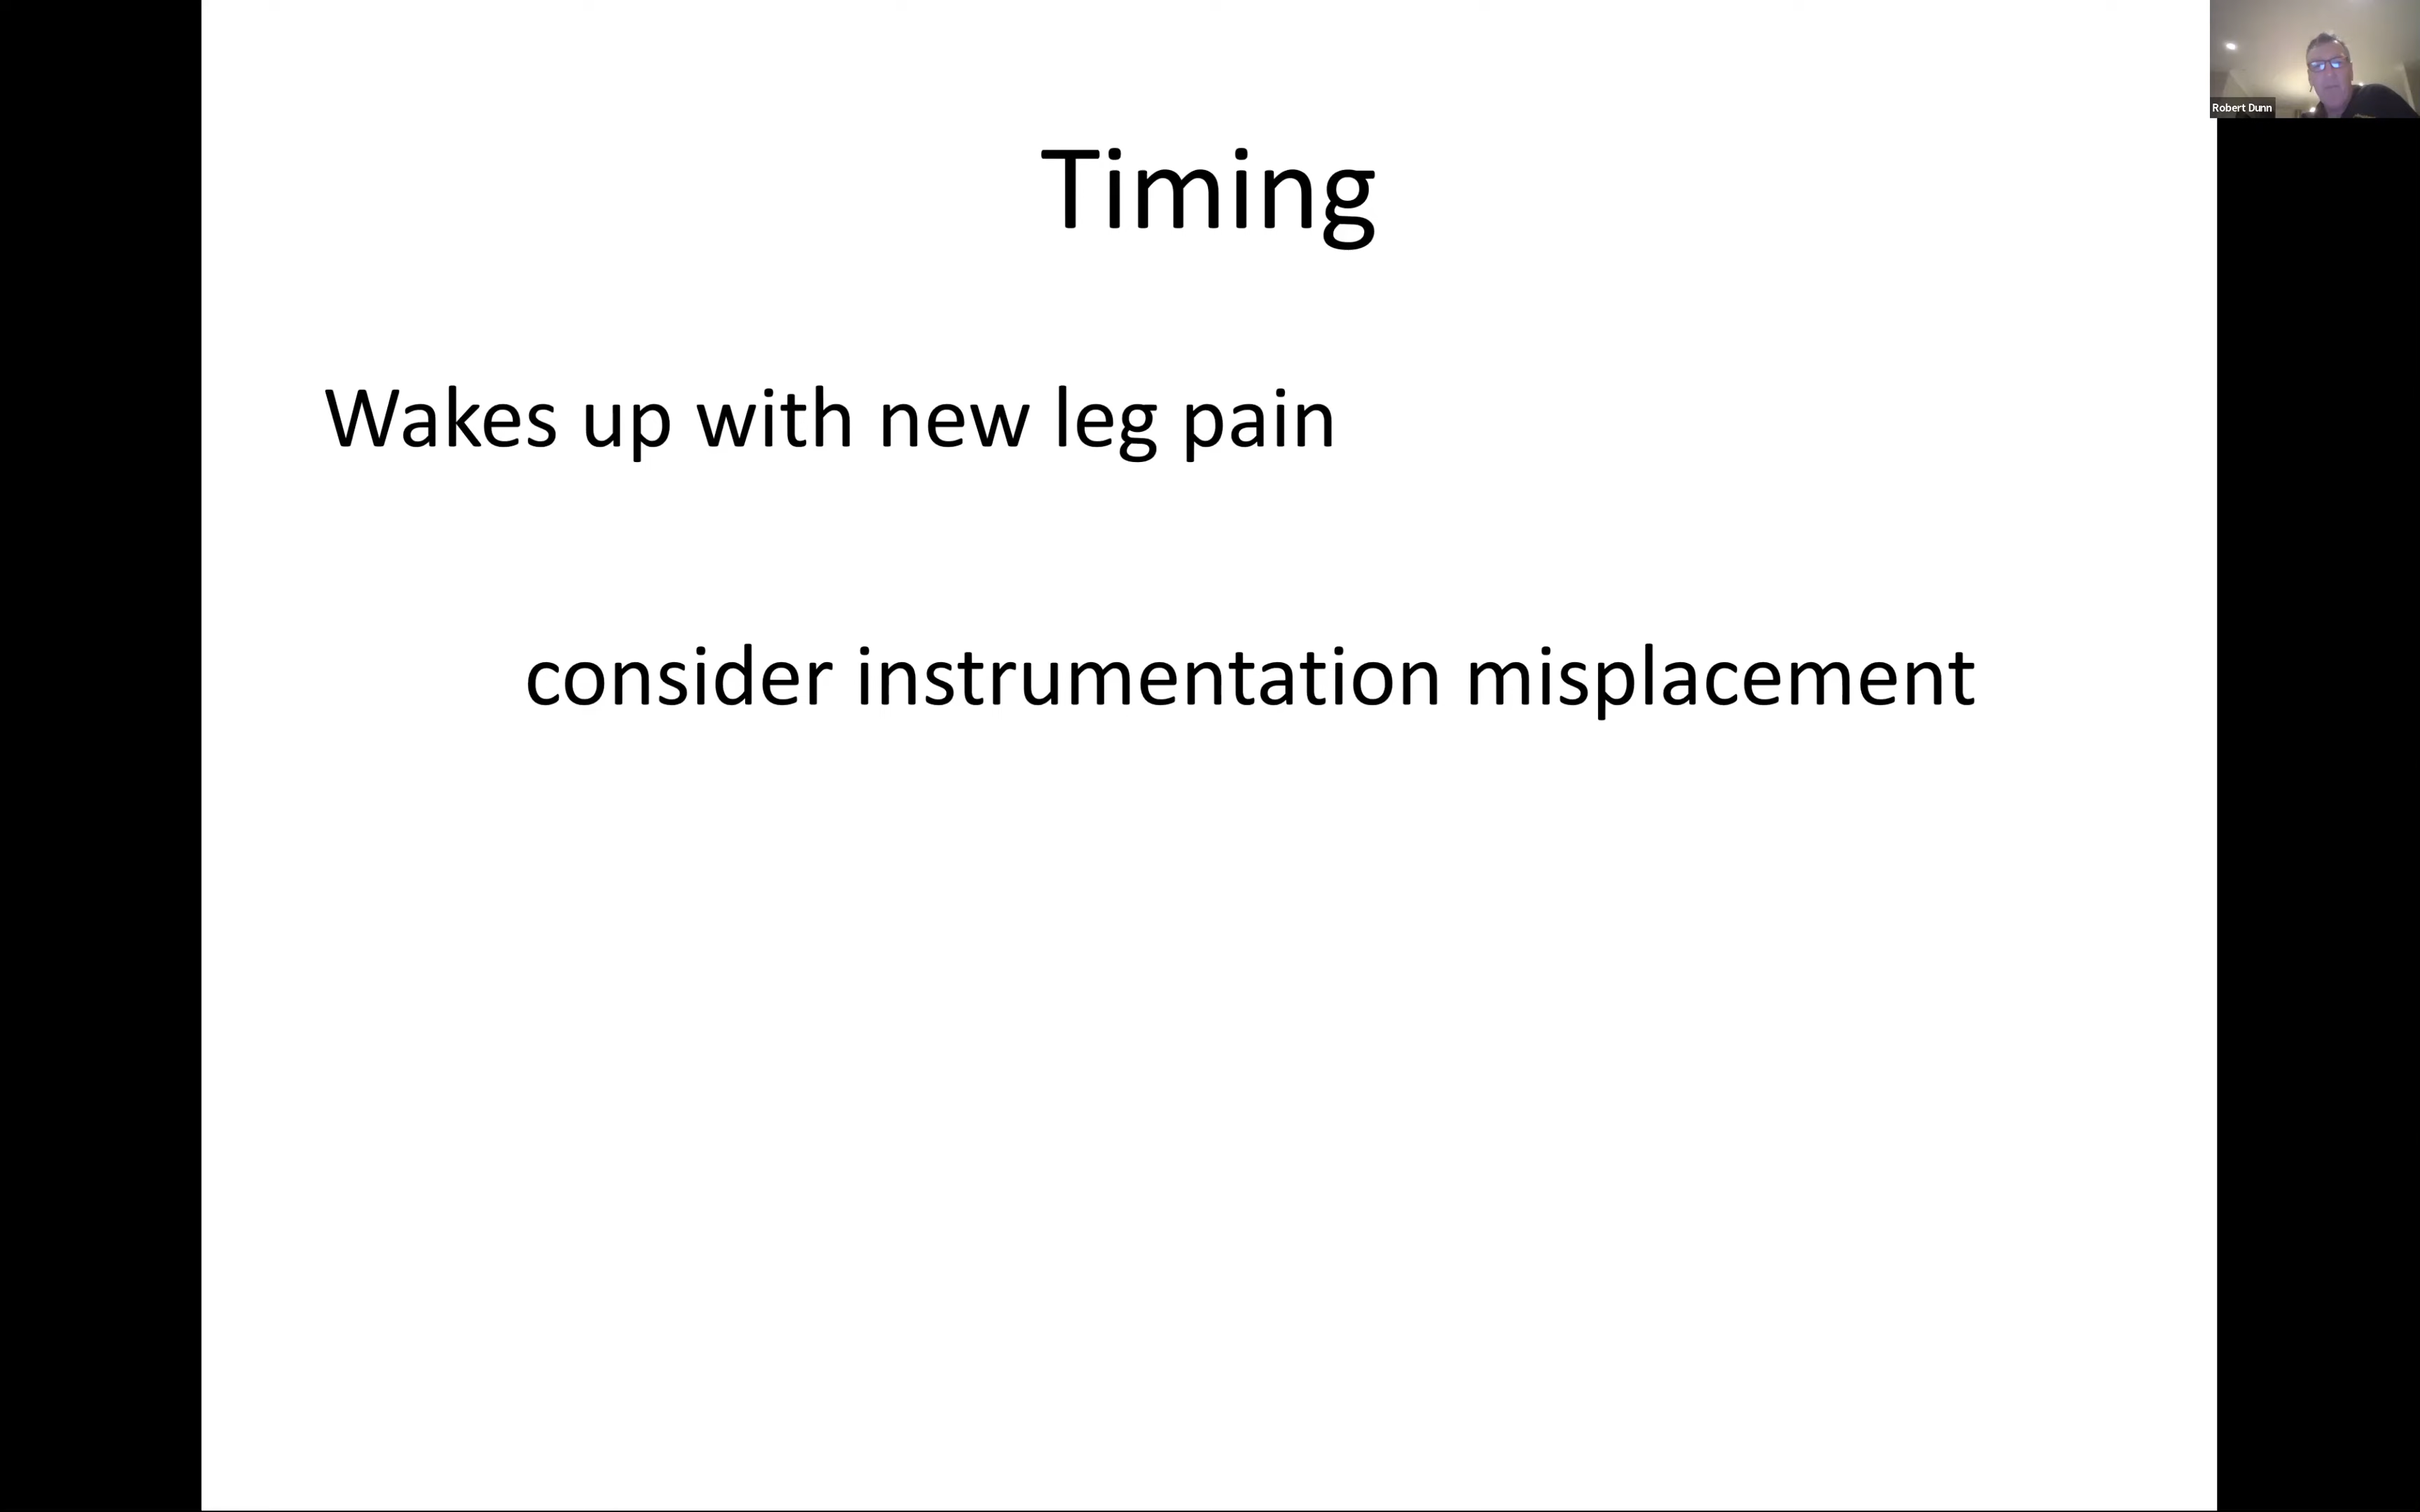 Timing
Wakes up with new leg pain
consider instrumentation misplacement
Robert Dunn